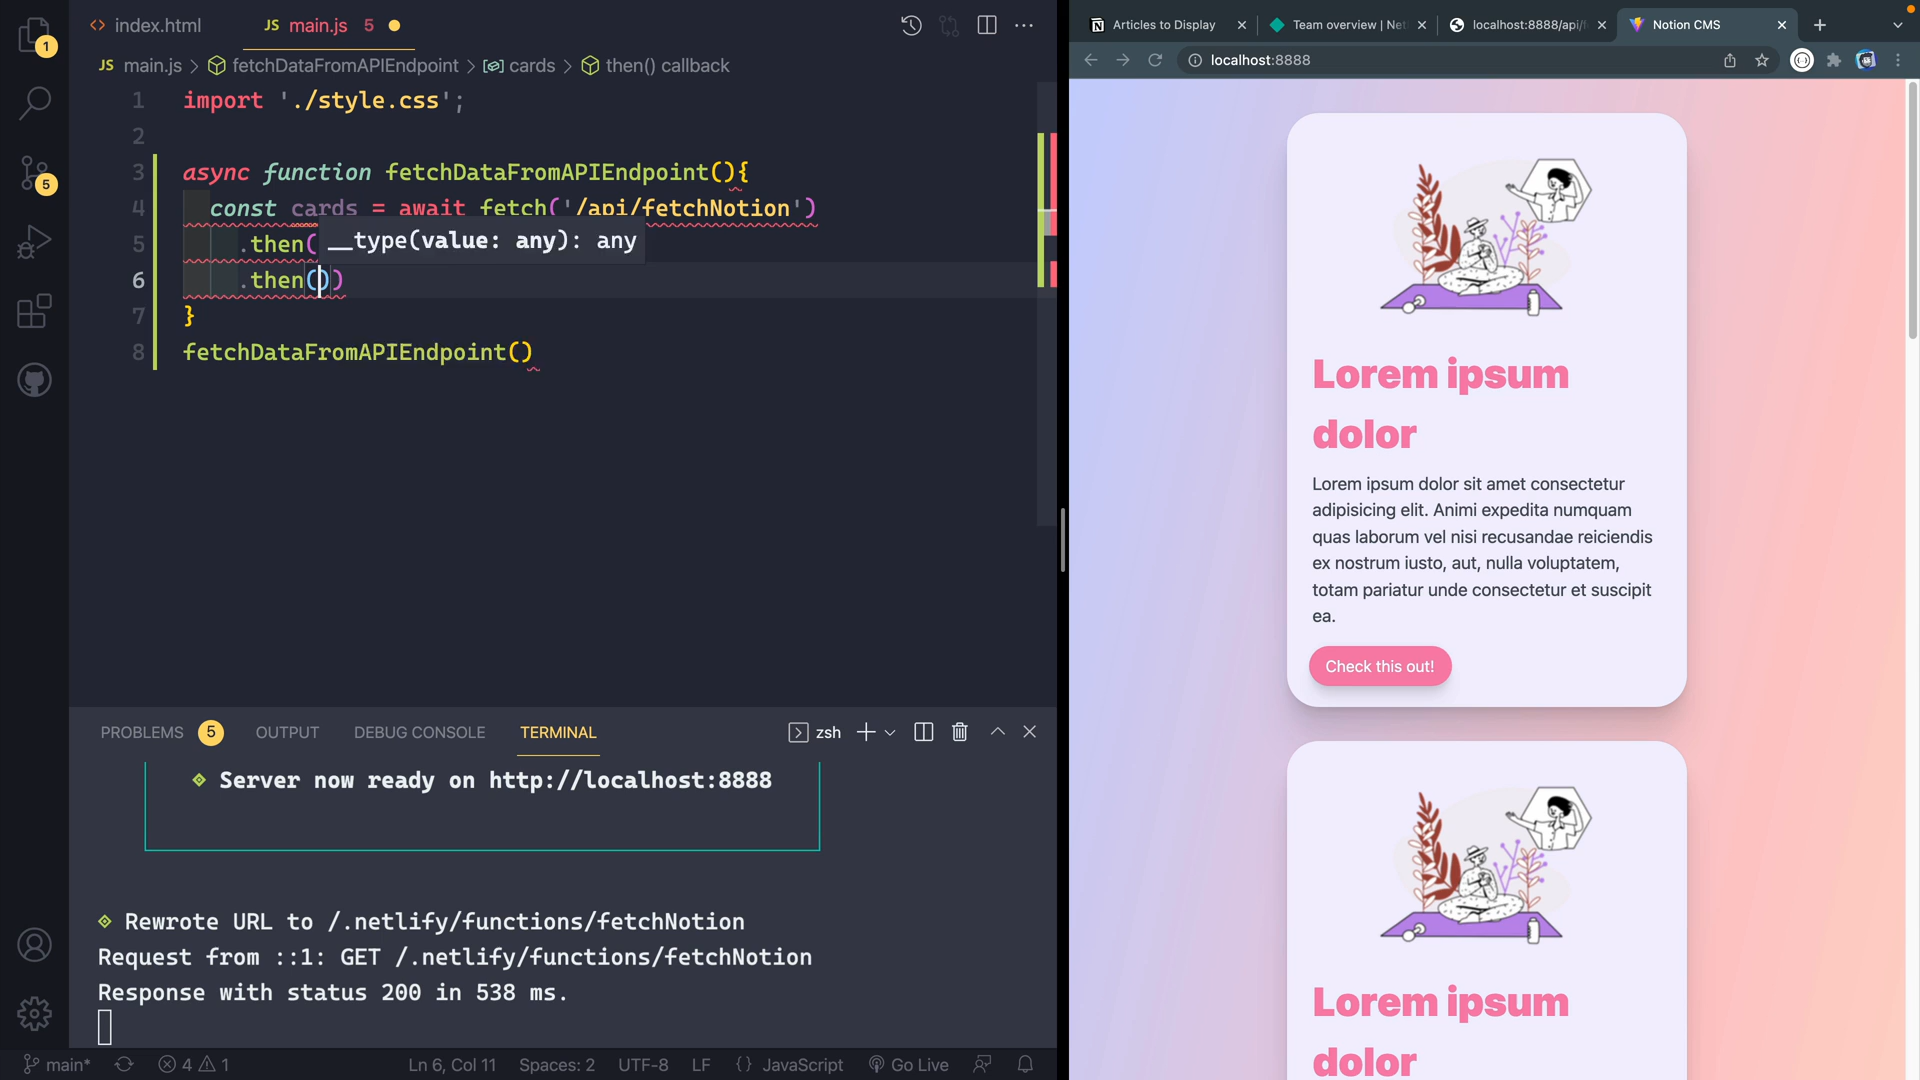 index.html
JS main.js 5
main.js > fetchDataFromAPIEndpoint > cards > then() callback
1 import './style.css';
2
3 async function fetchDataFromAPIEndpoint(){
4 const cards = await fetch('/api/fetchNotion')
5 .then(
__type(value: any): any
6 .then())
7 }
8 fetchDataFromAPIEndpoint()
PROBLEMS 5 OUTPUT DEBUG CONSOLE TERMINAL
zsh
Server now ready on http://localhost:8888
Rewrote URL to /.netlify/functions/fetchNotion
Request from ::1: GET /.netlify/functions/fetchNotion
Response with status 200 in 538 ms.
main* 4 1 Ln 6, Col 11 Spaces: 2 UTF-8 LF {} JavaScript Go Live
1
5
Articles to Display
Team overview | Net
localhost:8888/api/
Notion CMS
localhost:8888
Lorem ipsum
dolor
Lorem ipsum dolor sit amet consectetur
adipisicing elit. Animi expedita numquam
quas laborum vel nisi recusandae reiciendis
ex nostrum iusto, aut, nulla voluptatem,
totam pariatur unde consectetur et suscipit
ea.
Check this out!
Lorem ipsum
dolor